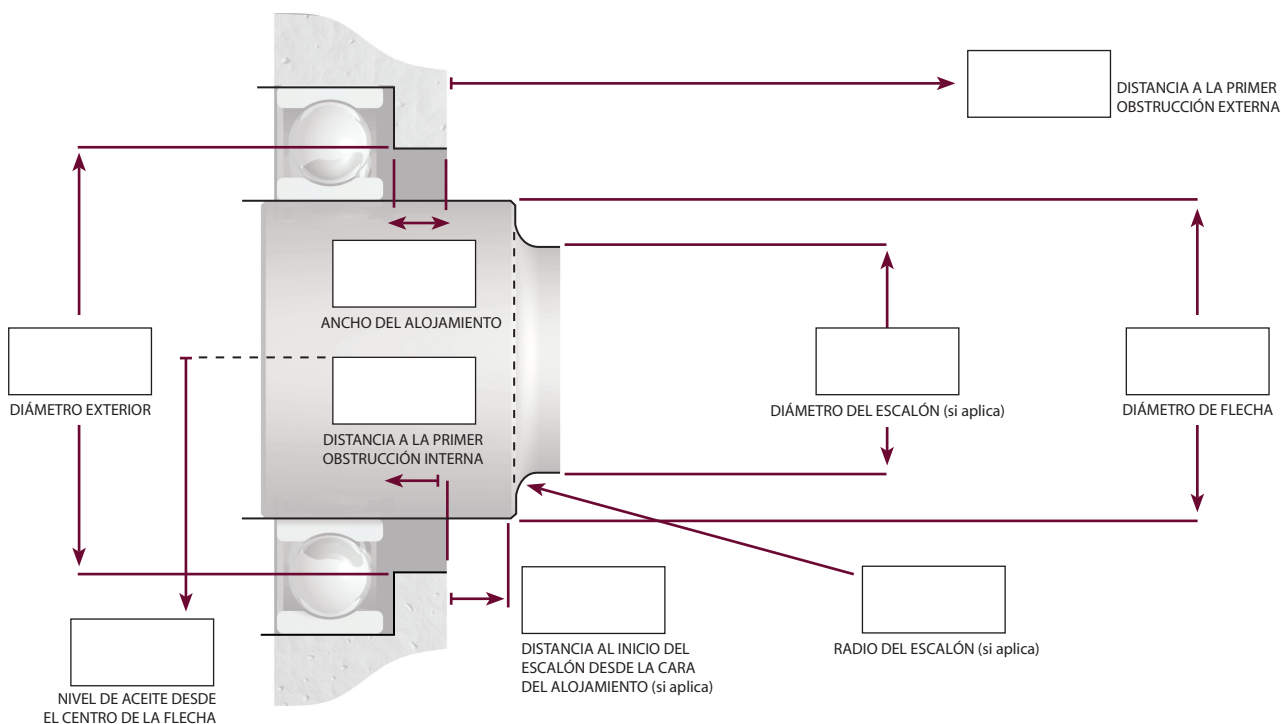 DISTANCIA A LA PRIMER
OBSTRUCCIÓN EXTERNA
ANCHO DEL ALOJAMIENTO
DIÁMETRO EXTERIOR
DIÁMETRO DEL ESCALÓN (si aplica)
DIÁMETRO DE FLECHA
DISTANCIA A LA PRIMER
OBSTRUCCIÓN INTERNA
DISTANCIA AL INICIO DEL
ESCALÓN DESDE LA CARA
DEL ALOJAMIENTO (si aplica)
RADIO DEL ESCALÓN (si aplica)
NIVEL DE ACEITE DESDE
EL CENTRO DE LA FLECHA